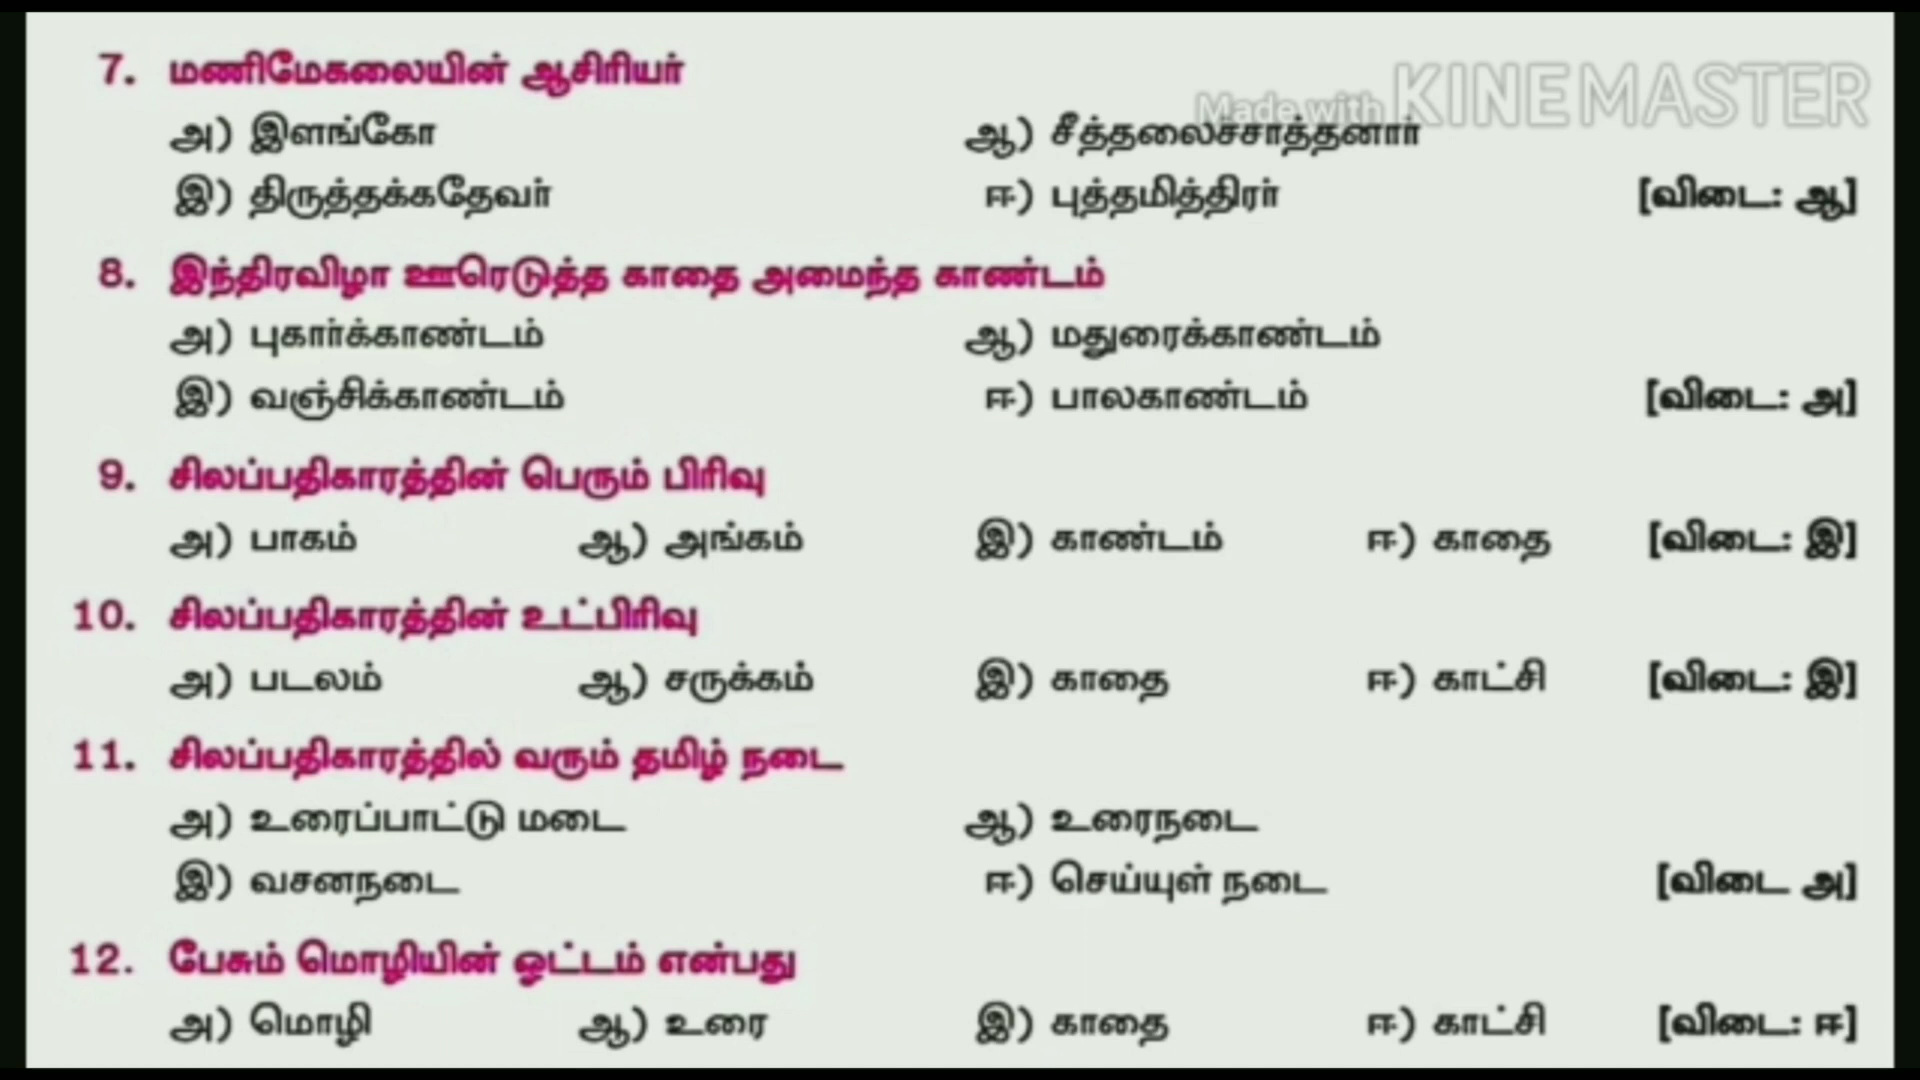 Made with KINEMASTER
7. மணிமேகலையின் ஆசிரியர்
அ) இளங்கோ ஆ) சீத்தலைச்சாத்தனார்
இ) திருத்தக்கதேவர் ஈ) புத்தமித்திரர் [விடை: ஆ]
8. இந்திரவிழா ஊரெடுத்த காதை அமைந்த காண்டம்
அ) புகார்க்காண்டம் ஆ) மதுரைக்காண்டம்
இ) வஞ்சிக்காண்டம் ஈ) பாலகாண்டம் [விடை: அ]
9. சிலப்பதிகாரத்தின் பெரும் பிரிவு
அ) பாகம் ஆ) அங்கம் இ) காண்டம் ஈ) காதை [விடை: இ]
10. சிலப்பதிகாரத்தின் உட்பிரிவு
அ) படலம் ஆ) சருக்கம் இ) காதை ஈ) காட்சி [விடை: இ]
11. சிலப்பதிகாரத்தில் வரும் தமிழ் நடை
அ) உரைப்பாட்டு மடை ஆ) உரைநடை
இ) வசனநடை ஈ) செய்யுள் நடை [விடை அ]
12. பேசும் மொழியின் ஓட்டம் என்பது
அ) மொழி ஆ) உரை இ) காதை ஈ) காட்சி [விடை: ஈ]